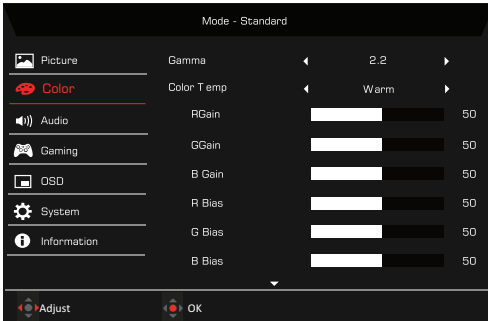 Mode - Standard
Picture
Color
Audio
Gaming
OSD
System
Information
Gamma 2.2
Color Temp Warm
RGain 50
GGain 50
B Gain 50
R Bias 50
G Bias 50
B Bias 50
Adjust
OK